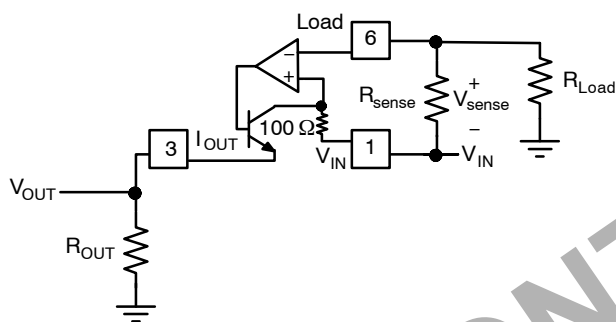 Load
6
−
+
R_sense
+
V_sense
−
R_Load
100 Ω
V_IN
1
V_IN
3
I_OUT
V_OUT
R_OUT